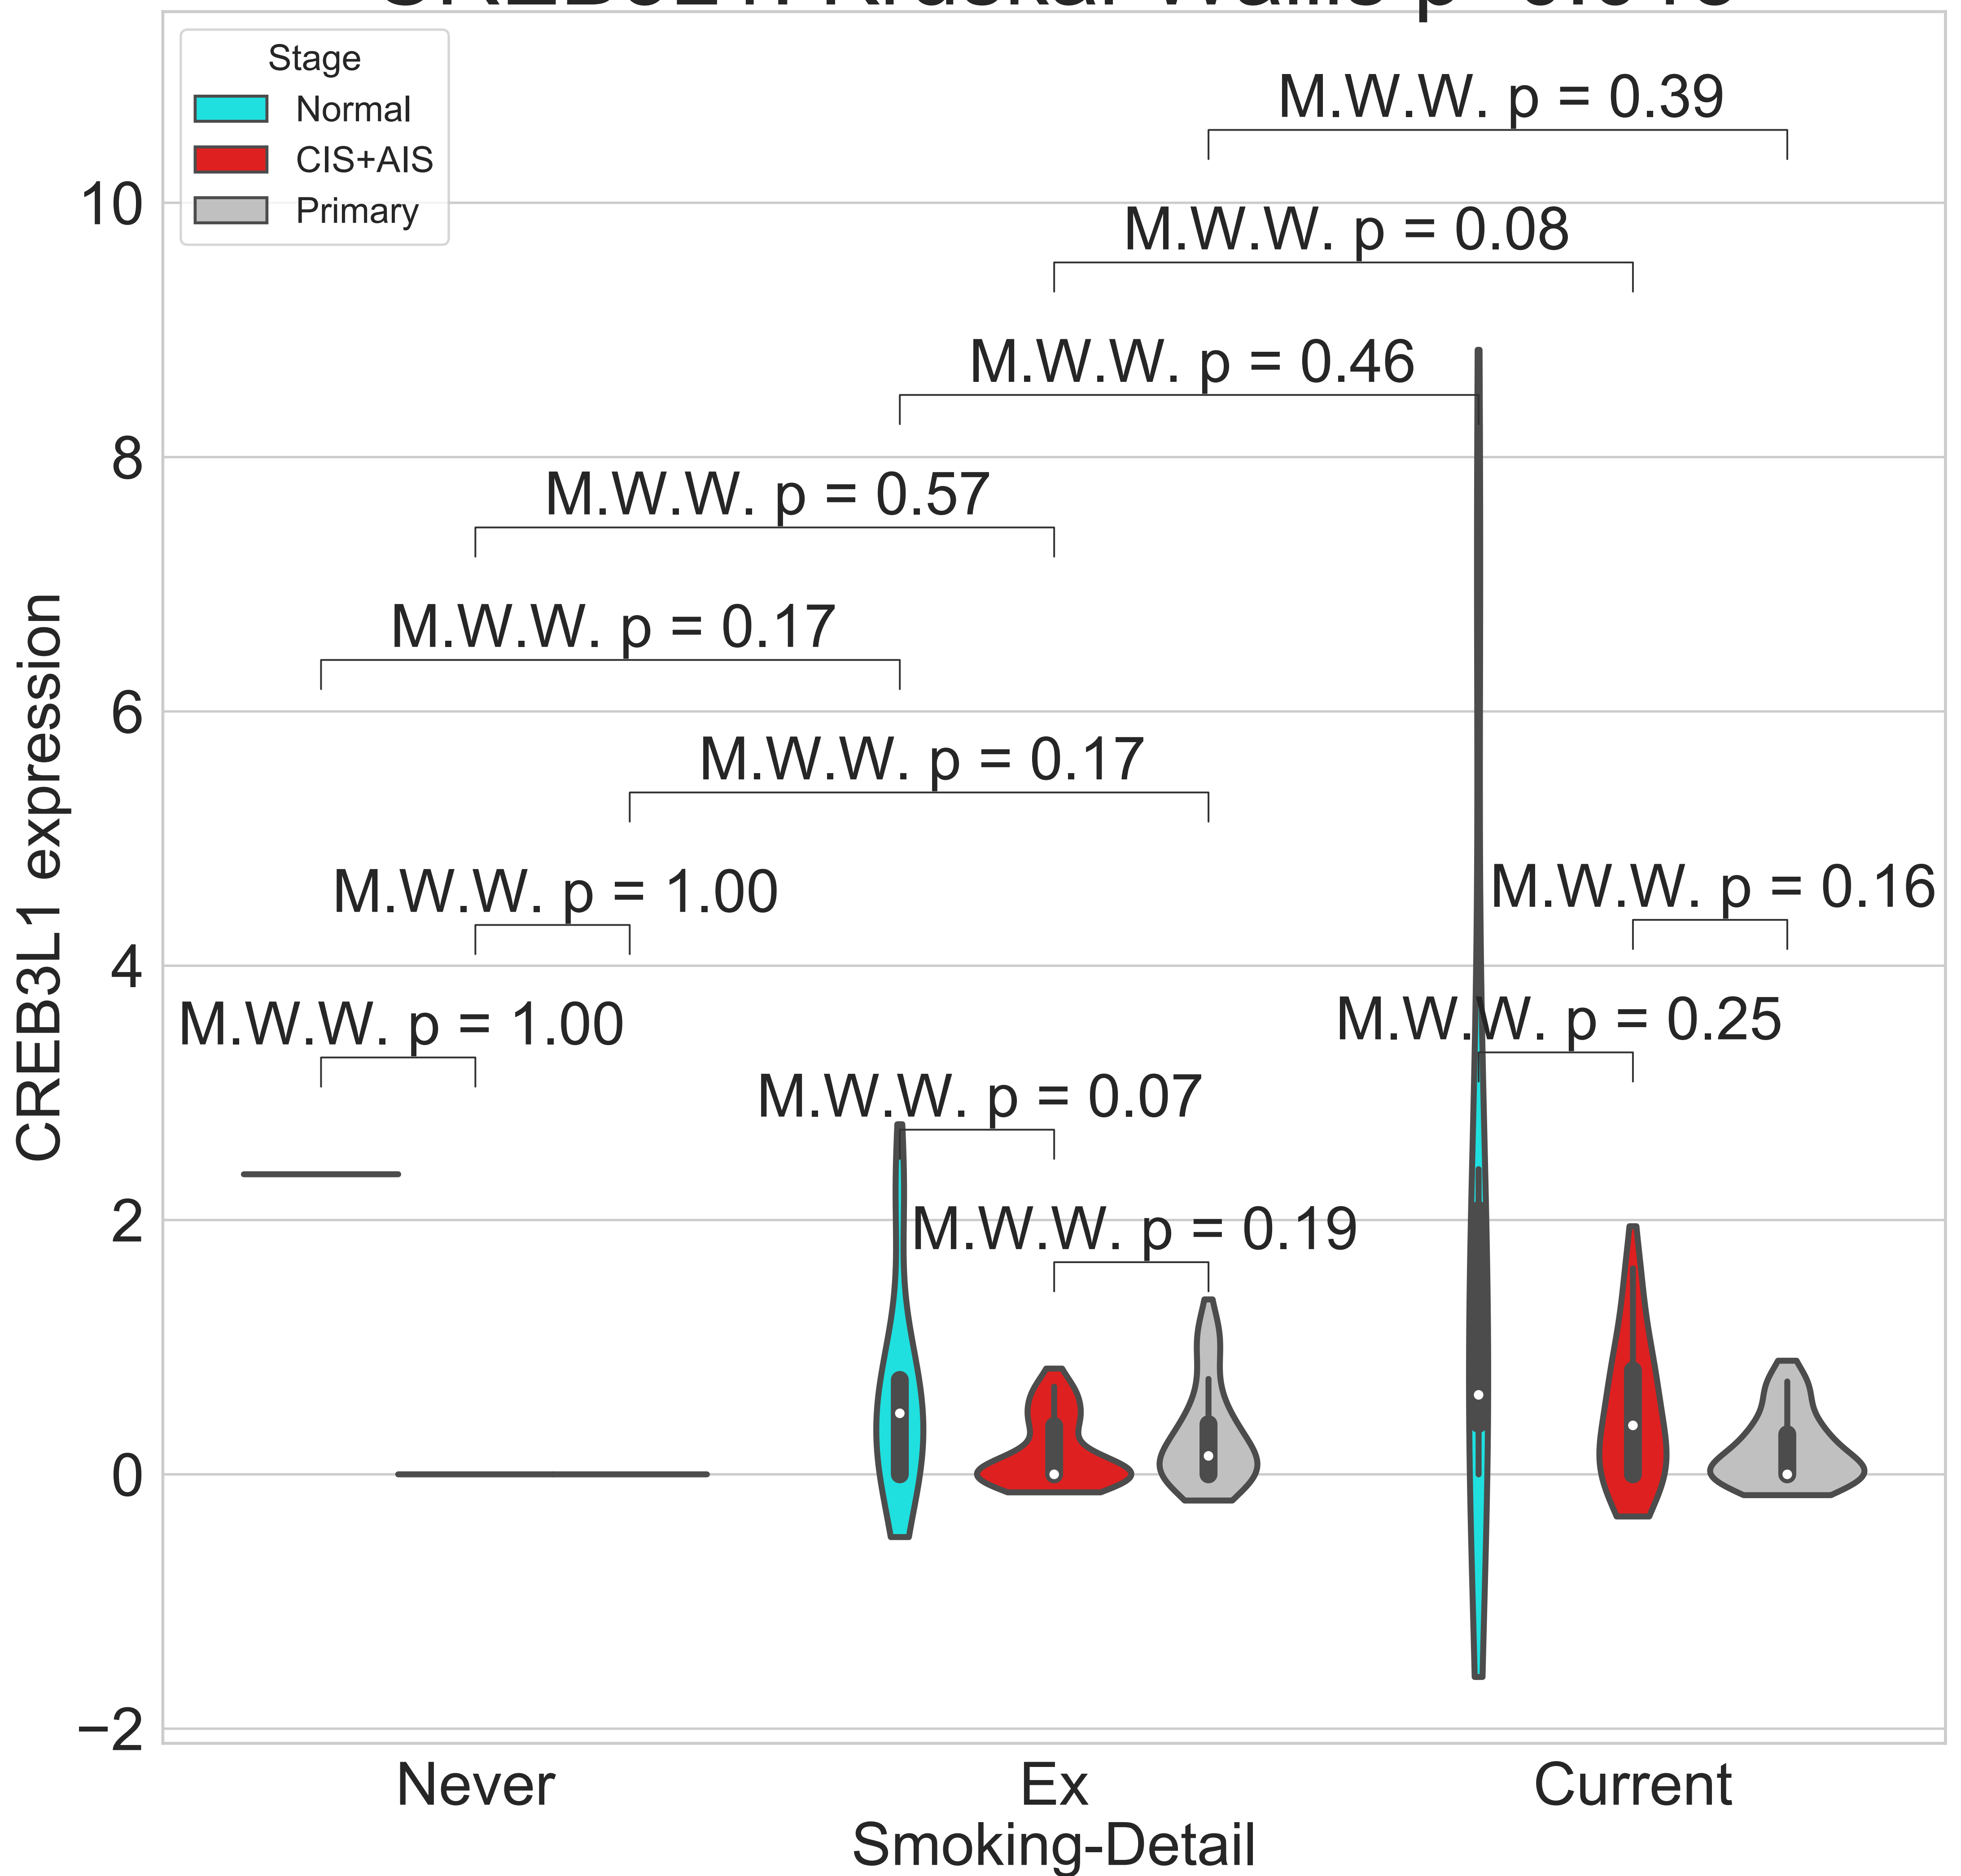 Stage
Normal
CIS+AIS
Primary
M.W.W. p = 0.39
M.W.W. p = 0.08
M.W.W. p = 0.46
M.W.W. p = 0.57
M.W.W. p = 0.17
M.W.W. p = 0.17
M.W.W. p = 1.00
M.W.W. p = 0.16
M.W.W. p = 1.00
M.W.W. p = 0.25
M.W.W. p = 0.07
M.W.W. p = 0.19
10
8
6
4
2
0
−2
CREB3L1 expression
Never
Ex
Current
Smoking-Detail